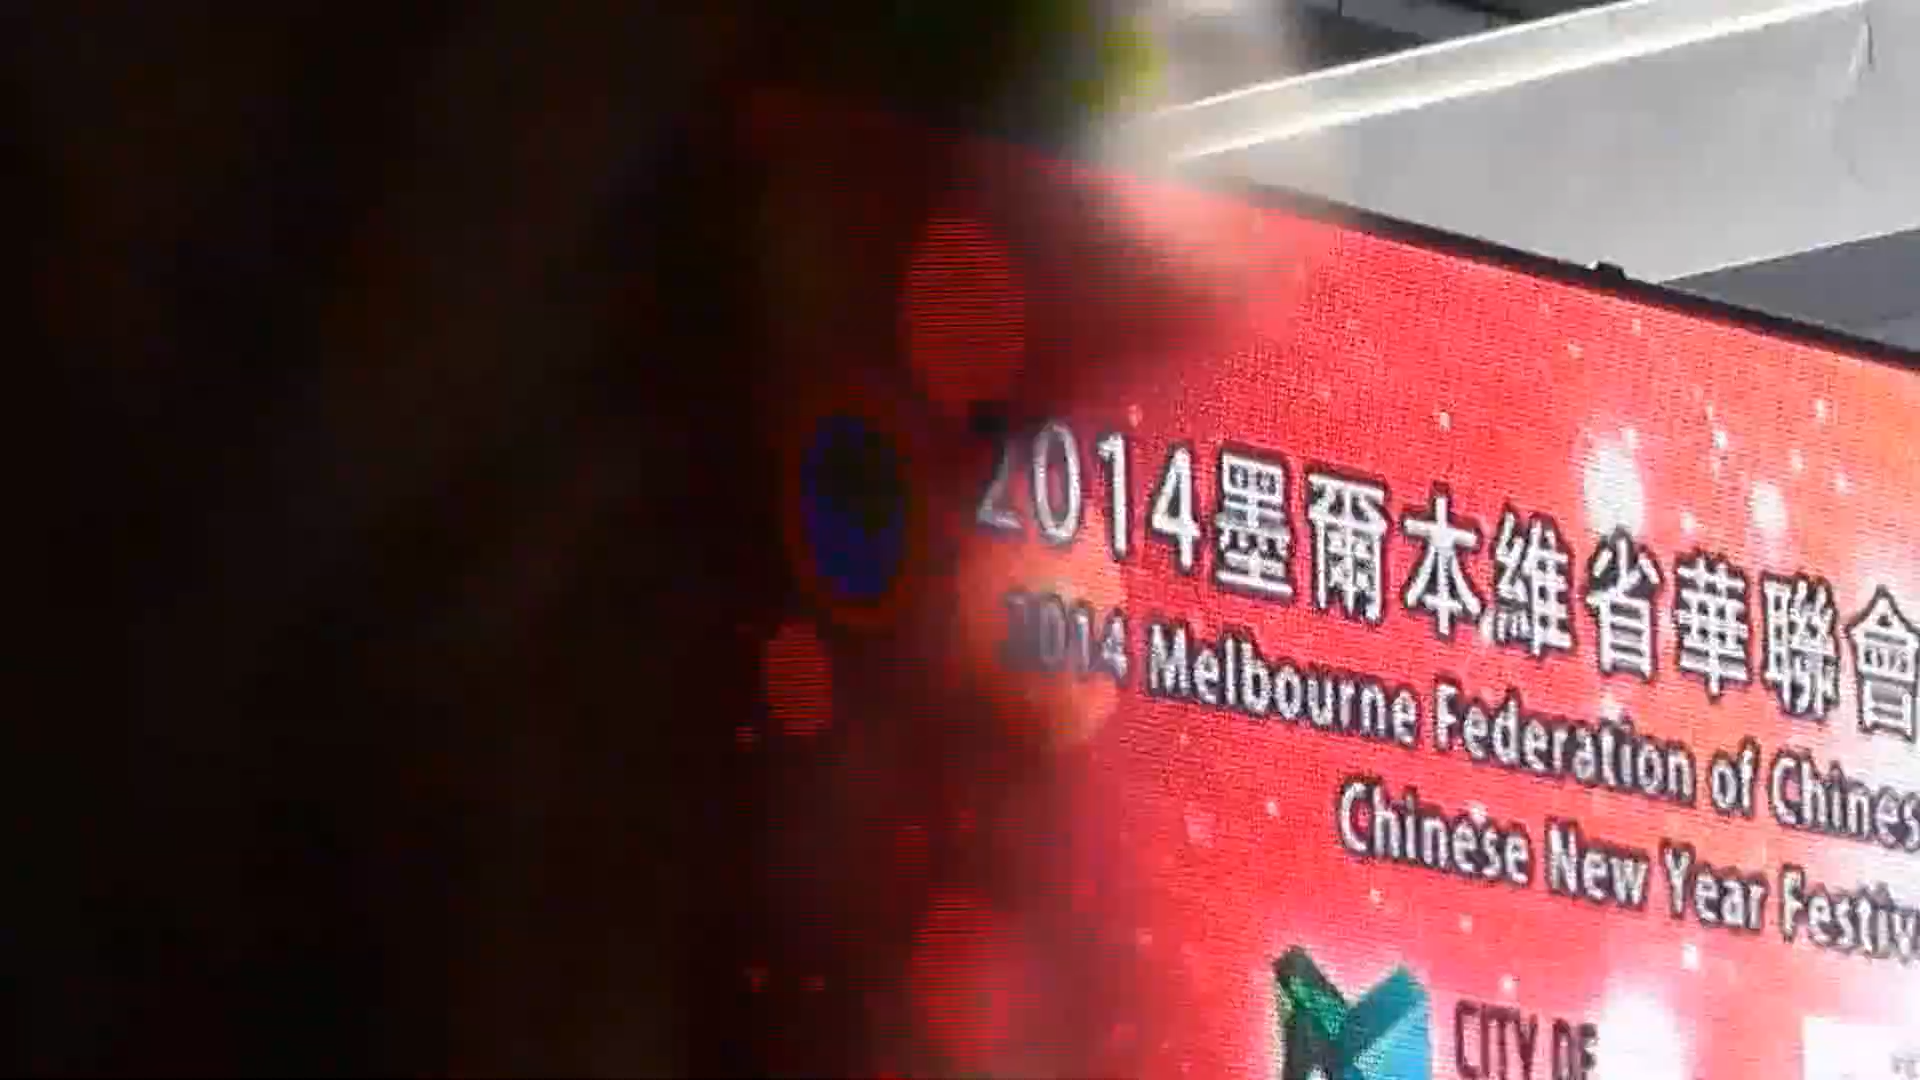 2014墨爾本維省華聯會
2014 Melbourne Federation of Chines
Chinese New Year Festiv
CITY OF